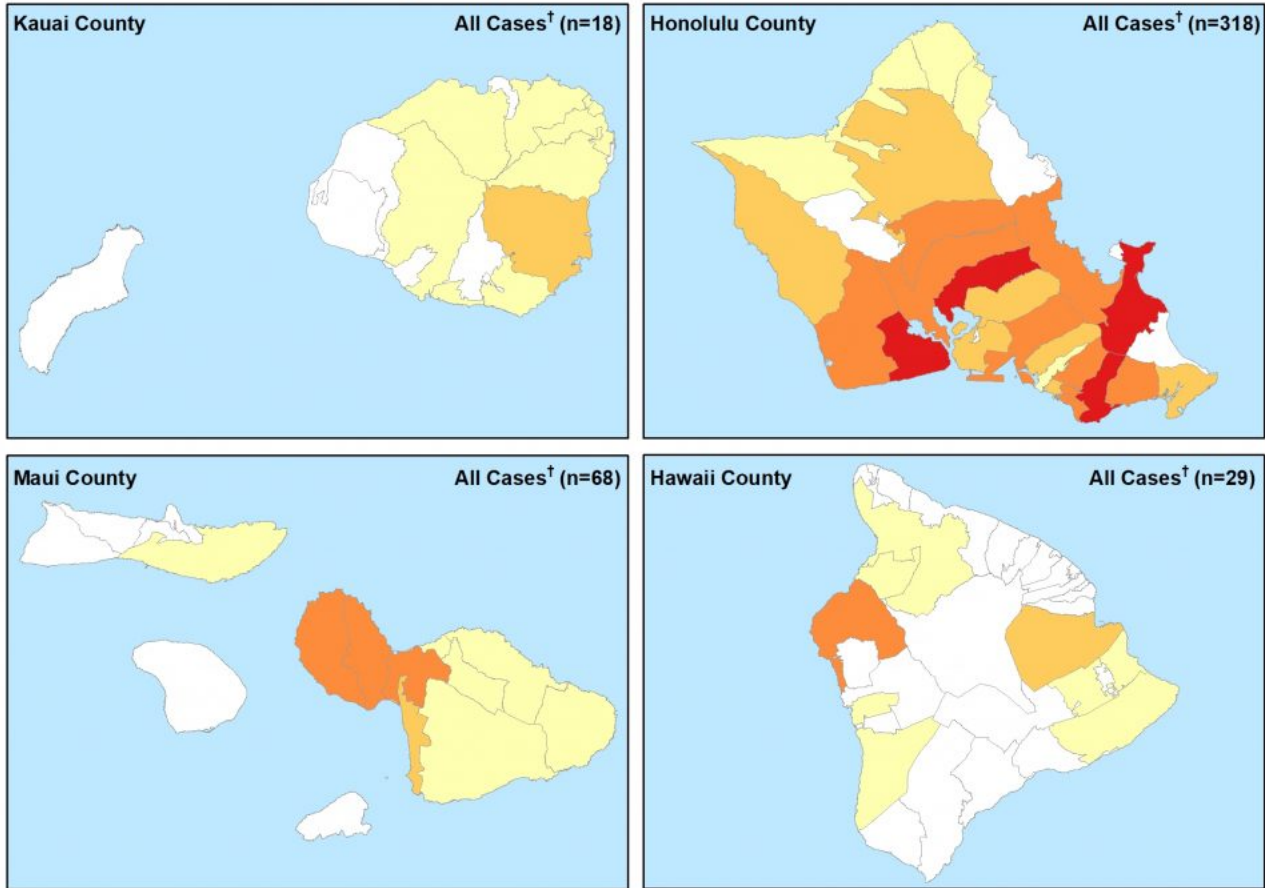 Kauai County All Cases† (n=18)
Honolulu County All Cases† (n=318)
Maui County All Cases† (n=68)
Hawaii County All Cases† (n=29)